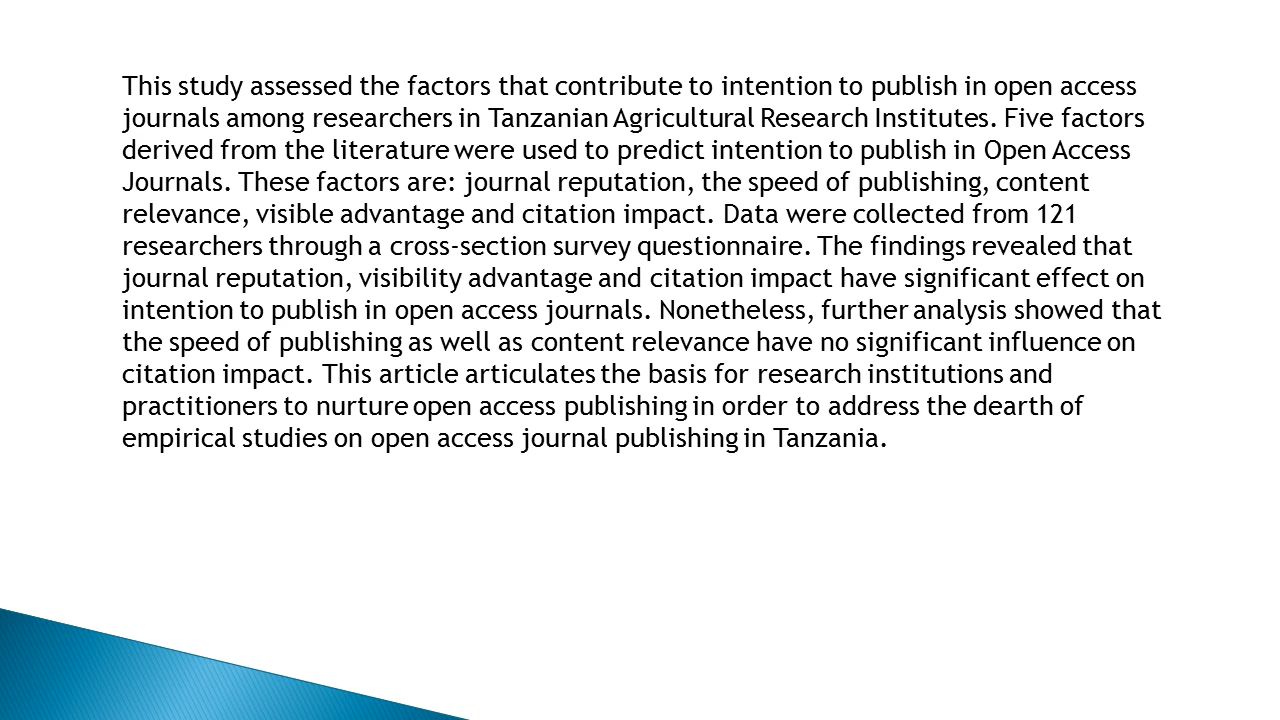 This study assessed the factors that contribute to intention to publish in open access
journals among researchers in Tanzanian Agricultural Research Institutes. Five factors
derived from the literature were used to predict intention to publish in Open Access
Journals. These factors are: journal reputation, the speed of publishing, content
relevance, visible advantage and citation impact. Data were collected from 121
researchers through a cross-section survey questionnaire. The findings revealed that
journal reputation, visibility advantage and citation impact have significant effect on
intention to publish in open access journals. Nonetheless, further analysis showed that
the speed of publishing as well as content relevance have no significant influence on
citation impact. This article articulates the basis for research institutions and
practitioners to nurture open access publishing in order to address the dearth of
empirical studies on open access journal publishing in Tanzania.